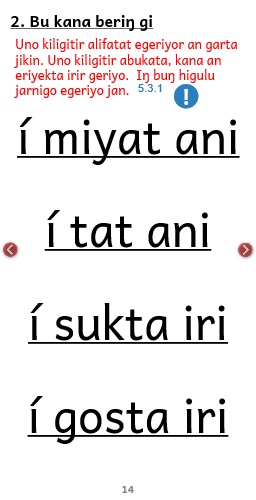 2. Bu kana beriŋ gi
Uno kiligitir alifatat egeriyor an garta
jikin. Uno kiligitir abukata, kana an
eriyekta irir geriyo. Iŋ buŋ higulu
jarnigo egeriyo jan. 5.3.1 !
í miyat ani
í tat ani
í sukta iri
í gosta iri
14